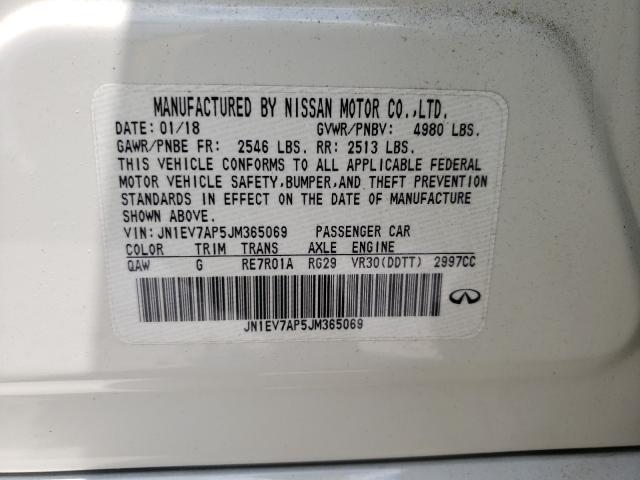 MANUFACTURED BY NISSAN MOTOR CO.,LTD.
DATE: 01/18 GVWR/PNBV: 4980 LBS.
GAWR/PNBE FR: 2546 LBS. RR: 2513 LBS.
THIS VEHICLE CONFORMS TO ALL APPLICABLE FEDERAL
MOTOR VEHICLE SAFETY,BUMPER,AND THEFT PREVENTION
STANDARDS IN EFFECT ON THE DATE OF MANUFACTURE
SHOWN ABOVE.
VIN: JN1EV7AP5JM365069 PASSENGER CAR
COLOR TRIM TRANS AXLE ENGINE
QAW G RE7R01A RG29 VR30(DDTT) 2997CC
JN1EV7AP5JM365069